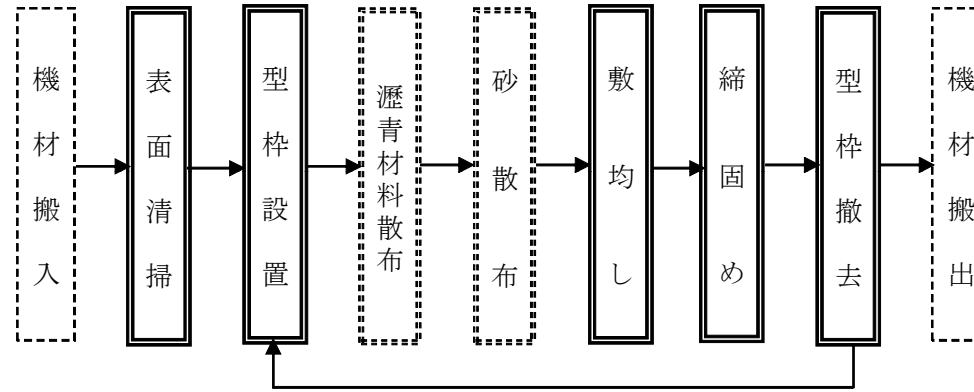 機材搬入
表面清掃
型枠設置
瀝青材料散布
砂散布
敷均し
締固め
型枠撤去
機材搬出